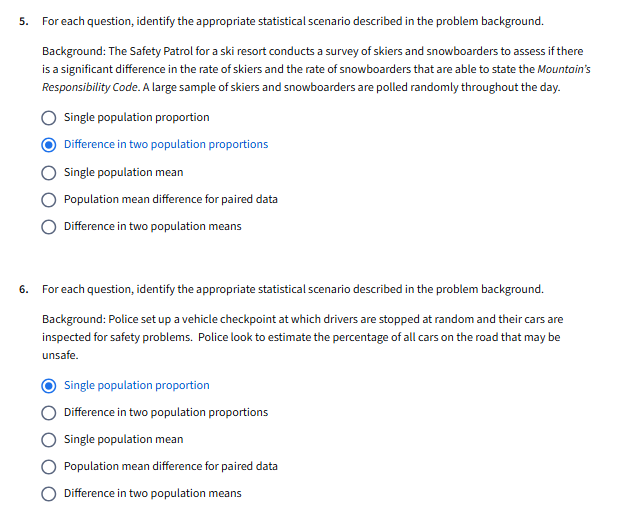 5. For each question, identify the appropriate statistical scenario described in the problem background.
Background: The Safety Patrol for a ski resort conducts a survey of skiers and snowboarders to assess if there
is a significant difference in the rate of skiers and the rate of snowboarders that are able to state the Mountain's
Responsibility Code. A large sample of skiers and snowboarders are polled randomly throughout the day.
Single population proportion
Difference in two population proportions
Single population mean
Population mean difference for paired data
Difference in two population means
6. For each question, identify the appropriate statistical scenario described in the problem background.
Background: Police set up a vehicle checkpoint at which drivers are stopped at random and their cars are
inspected for safety problems. Police look to estimate the percentage of all cars on the road that may be
unsafe.
Single population proportion
Difference in two population proportions
Single population mean
Population mean difference for paired data
Difference in two population means